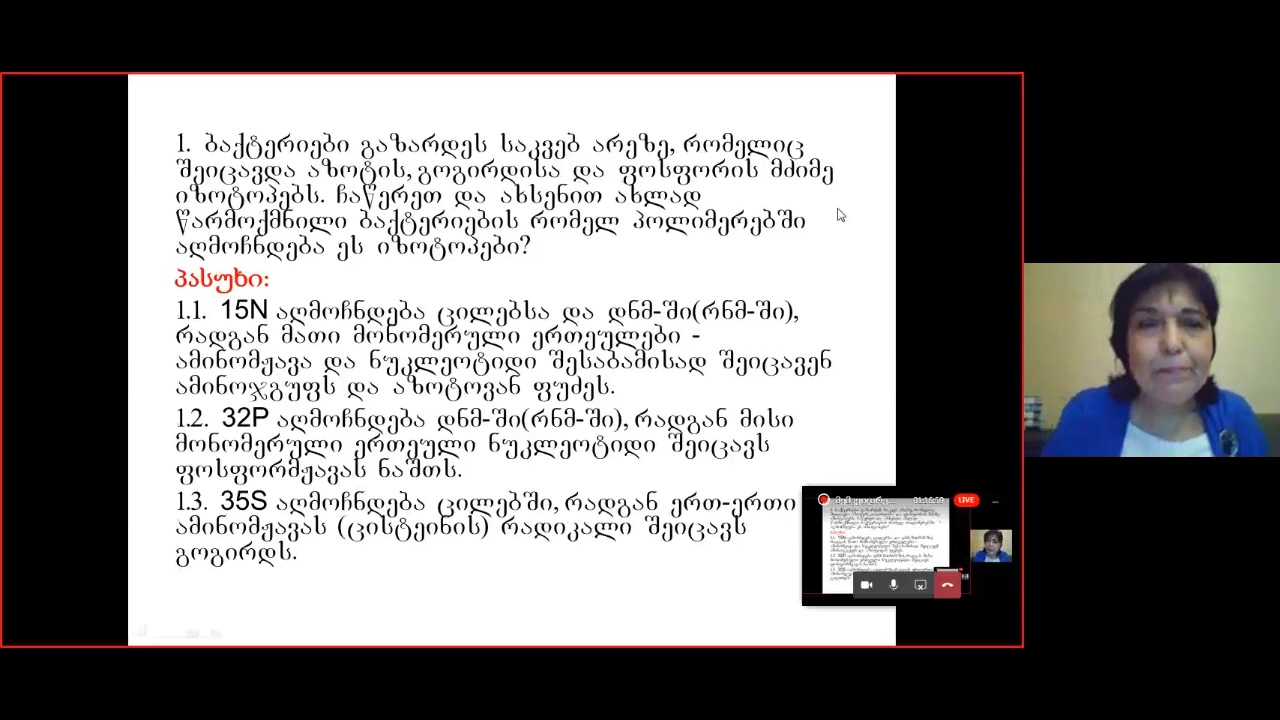 1. ბაქტერიები გაზარდეს საკვებ არეზე, რომელიც
შეიცავდა აზოტის, გოგირდისა და ფოსფორის მძიმე
იზოტოპებს. ჩაწერეთ და ახსენით ახლად
წარმოქმნილი ბაქტერიების რომელ პოლიმერებში
აღმოჩნდება ეს იზოტოპები?
პასუხი:
1.1. 15N აღმოჩნდება ცილებსა და დნმ-ში(რნმ-ში),
რადგან მათი მონომერული ერთეულები -
ამინომჟავა და ნუკლეოტიდი შესაბამისად შეიცავენ
ამინოჯგუფს და აზოტოვან ფუძეს.
1.2. 32P აღმოჩნდება დნმ-ში(რნმ-ში), რადგან მისი
მონომერული ერთეული ნუკლეოტიდი შეიცავს
ფოსფორმჟავას ნაშთს.
1.3. 35S აღმოჩნდება ცილებში, რადგან ერთ-ერთი
ამინომჟავას (ცისტეინის) რადიკალი შეიცავს
გოგირდს.
01:16:50 LIVE